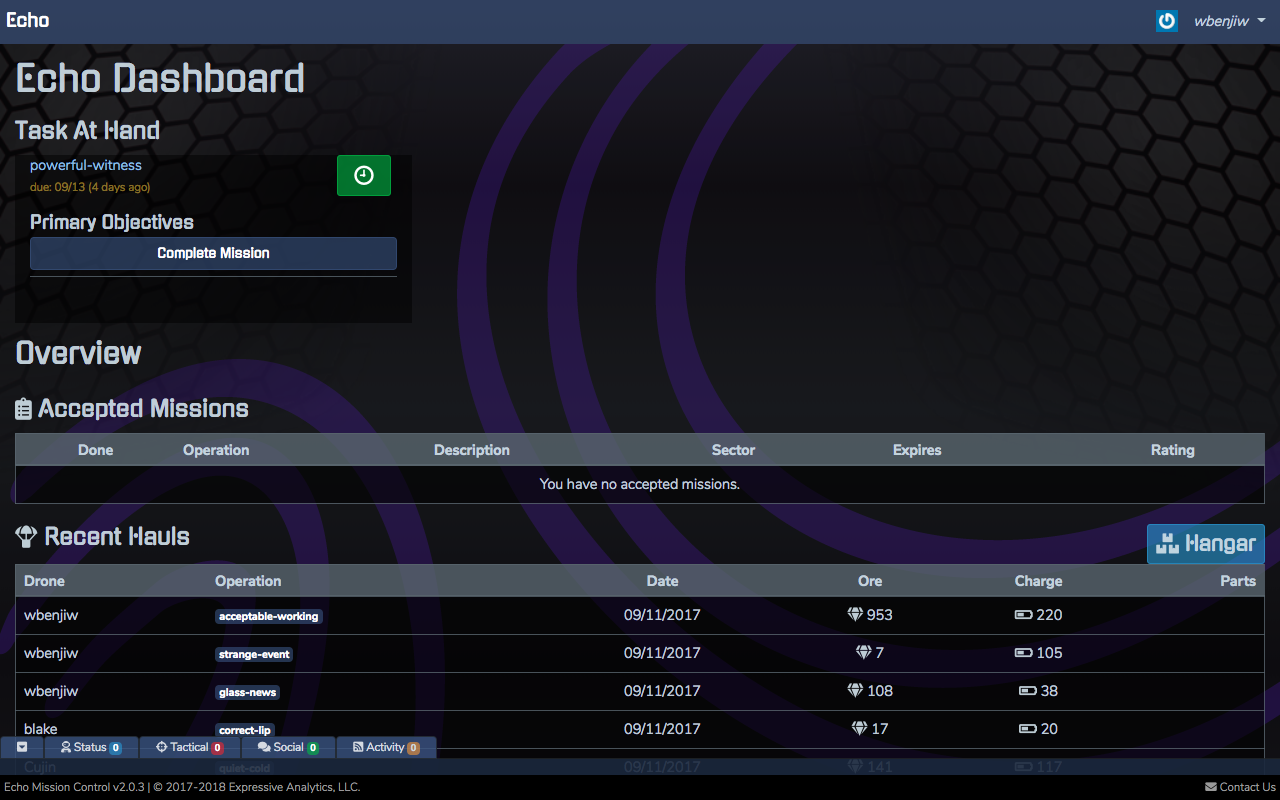 Echo
wbenjiw
Echo Dashboard
Task At Hand
powerful-witness
due: 09/13 (4 days ago)
Primary Objectives
Complete Mission
Overview
Accepted Missions
Done Operation Description Sector Expires Rating
You have no accepted missions.
Recent Hauls
Hangar
Drone Operation Date Ore Charge Parts
wbenjiw acceptable-working 09/11/2017 953 220
wbenjiw strange-event 09/11/2017 7 105
wbenjiw glass-news 09/11/2017 108 38
blake correct-lip 09/11/2017 17 20
Status 0 Tactical 0 Social 0 Activity 0
Cujin quiet-cold 09/11/2017 141 117
Echo Mission Control v2.0.3 | © 2017-2018 Expressive Analytics, LLC. Contact Us